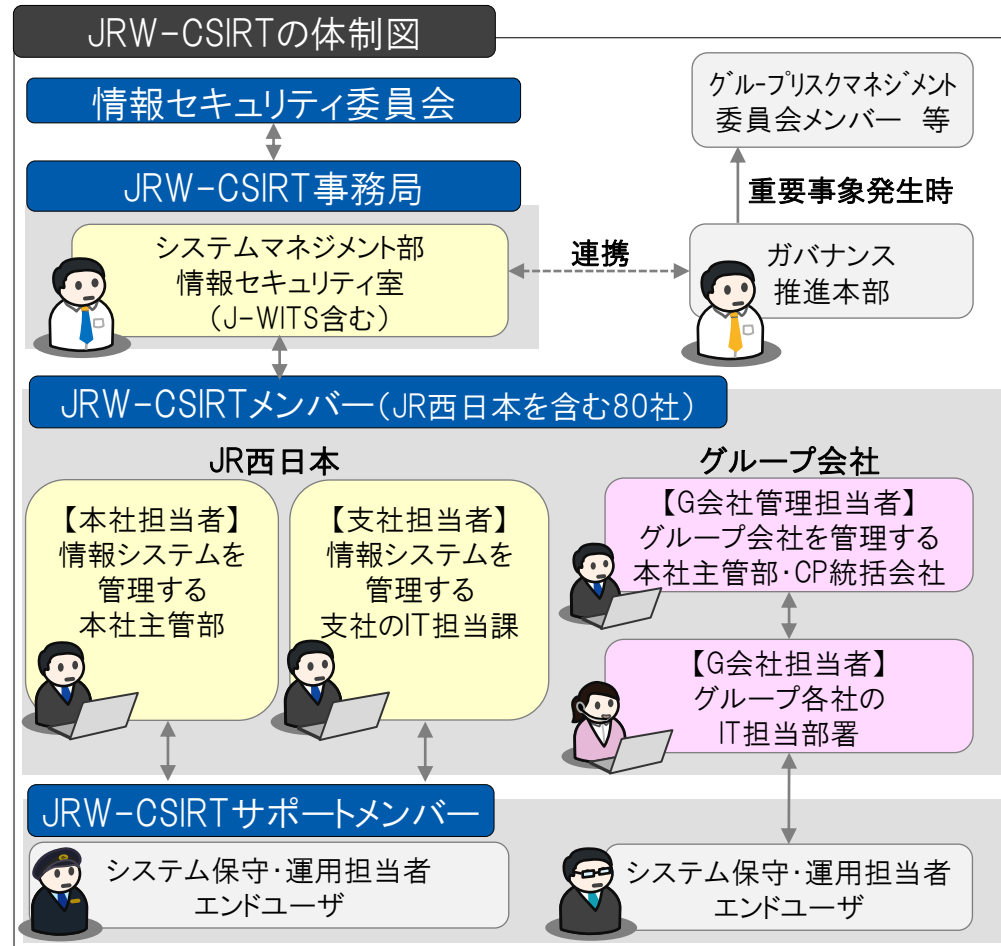 JRW-CSIRTの体制図
情報セキュリティ委員会
グループリスクマネジメント
委員会メンバー 等
JRW-CSIRT事務局
重要事象発生時
システムマネジメント部
情報セキュリティ室
(J-WITS含む)
連携
ガバナンス
推進本部
JRW-CSIRTメンバー(JR西日本を含む80社)
JR西日本
グループ会社
【本社担当者】
情報システムを
管理する
本社主管部
【支社担当者】
情報システムを
管理する
支社のIT担当課
【G会社管理担当者】
グループ会社を管理する
本社主管部・CP統括会社
【G会社担当者】
グループ各社の
IT担当部署
JRW-CSIRTサポートメンバー
システム保守・運用担当者
エンドユーザ
システム保守・運用担当者
エンドユーザ